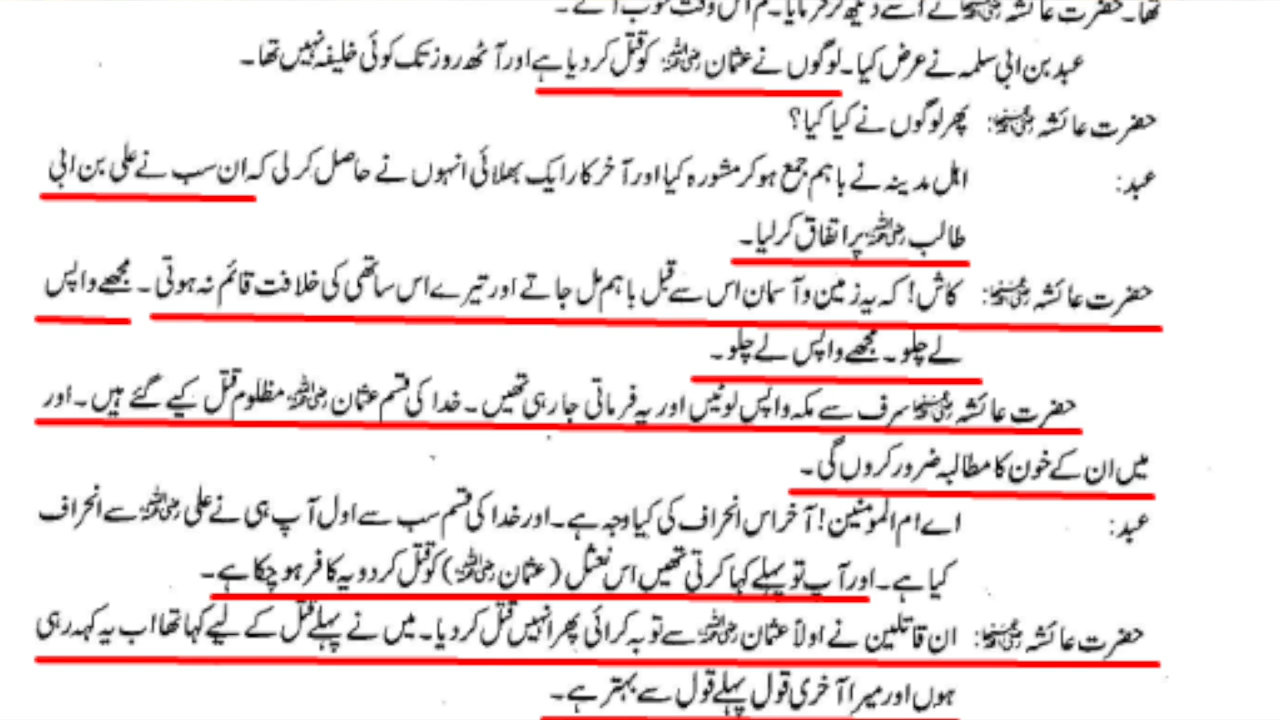 تھا۔ حضرت عائشہ رضی اللہ عنہا نے اسے دیکھ کر فرمایا۔ تم اس وقت خوب آئے۔
عبد بن ابی سلمہ نے عرض کیا۔ لوگوں نے عثمان رضی اللہ عنہ کو قتل کر دیا ہے اور آٹھ روز تک کوئی خلیفہ نہیں تھا۔
حضرت عائشہ رضی اللہ عنہا: پھر لوگوں نے کیا کیا؟
عبد: اہل مدینہ نے باہم جمع ہو کر مشورہ کیا اور آخر کار ایک بھلائی انہوں نے حاصل کر لی کہ ان سب نے علی بن ابی
طالب رضی اللہ عنہ پر اتفاق کر لیا۔
حضرت عائشہ رضی اللہ عنہا: کاش! کہ یہ زمین و آسمان اس سے قبل باہم مل جاتے اور تیرے اس ساتھی کی خلافت قائم نہ ہوتی۔ مجھے واپس
لے چلو۔ مجھے واپس لے چلو۔
حضرت عائشہ رضی اللہ عنہا سرف سے مکہ واپس لوٹیں اور یہ فرماتی جا رہی تھیں۔ خدا کی قسم عثمان رضی اللہ عنہ مظلوم قتل کیے گئے ہیں۔ اور
میں ان کے خون کا مطالبہ ضرور کروں گی۔
عبد: اے ام المومنین! آخر اس انحراف کی کیا وجہ ہے۔ اور خدا کی قسم سب سے اول آپ ہی نے علی رضی اللہ عنہ سے انحراف
کیا ہے۔ اور آپ تو پہلے کہا کرتی تھیں اس نعثل (عثمان رضی اللہ عنہ) کو قتل کر دو یہ کافر ہو چکا ہے۔
حضرت عائشہ رضی اللہ عنہا: ان قاتلین نے اولاً عثمان رضی اللہ عنہ سے توبہ کرائی پھر انہیں قتل کر دیا۔ میں نے پہلے قتل کے لیے کہا تھا اب یہ کہہ رہی
ہوں اور میرا آخری قول پہلے قول سے بہتر ہے۔